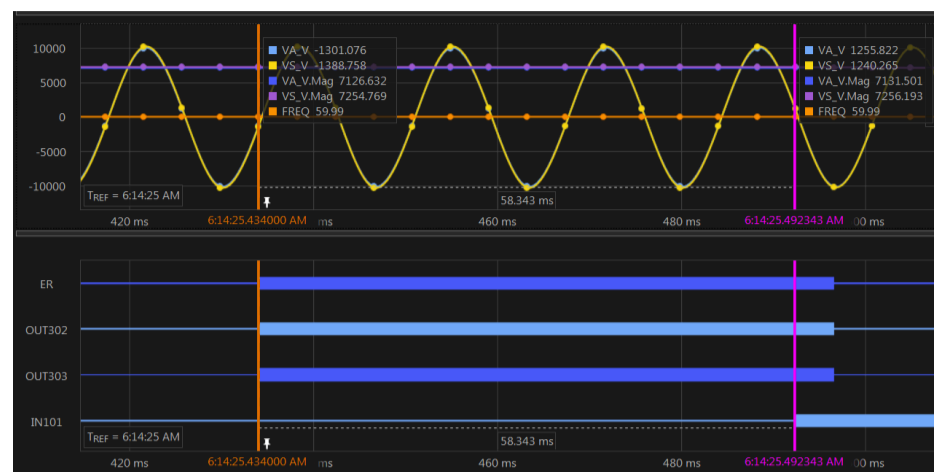 10000
5000
0
-5000
-10000
VA_V -1301.076
VS_V -1388.758
VA_V.Mag 7126.632
VS_V.Mag 7254.769
FREQ 59.99
VA_V 1255.822
VS_V 1240.265
VA_V.Mag 7131.501
VS_V.Mag 7256.193
FREQ 59.99
TREF = 6:14:25 AM
58.343 ms
420 ms 6:14:25.434000 AM ms 460 ms 480 ms 6:14:25.492343 AM 00 ms
ER
OUT302
OUT303
IN101
TREF = 6:14:25 AM
58.343 ms
420 ms 6:14:25.434000 AM ms 460 ms 480 ms 6:14:25.492343 AM 00 ms